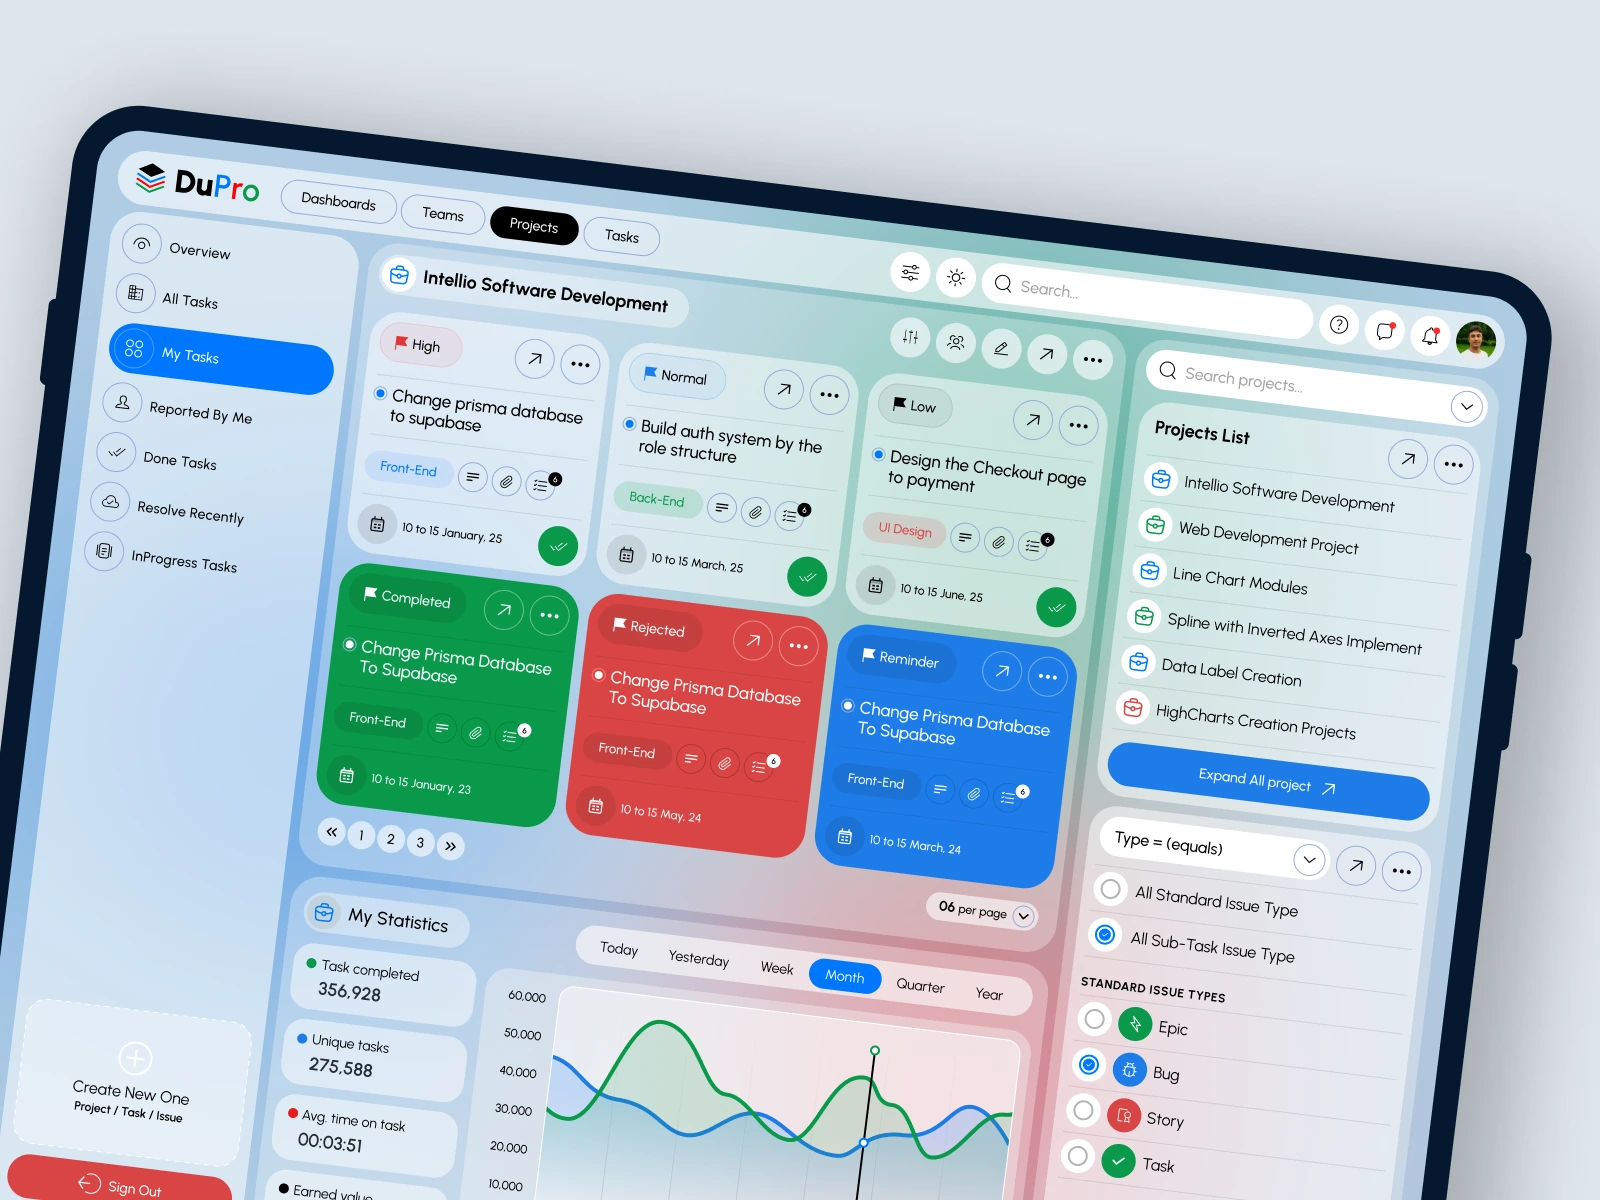 DuPro
Dashboards
Teams
Projects
Tasks
Search...
Overview
All Tasks
My Tasks
Reported By Me
Done Tasks
Resolve Recently
InProgress Tasks
Create New One
Project / Task / Issue
Sign Out
Intellio Software Development
High
Change prisma database
to supabase
Front-End
6
10 to 15 January, 25
Normal
Build auth system by the
role structure
Back-End
6
10 to 15 March, 25
Low
Design the Checkout page
to payment
UI Design
6
10 to 15 June, 25
Completed
Change Prisma Database
To Supabase
Front-End
6
10 to 15 January, 23
Rejected
Change Prisma Database
To Supabase
Front-End
6
10 to 15 May, 24
Reminder
Change Prisma Database
To Supabase
Front-End
6
10 to 15 March, 24
« 1 2 3 »
06 per page
My Statistics
Task completed
356,928
Unique tasks
275,588
Avg. time on task
00:03:51
Earned value
Today
Yesterday
Week
Month
Quarter
Year
60,000
50,000
40,000
30,000
20,000
10,000
Search projects...
Projects List
Intellio Software Development
Web Development Project
Line Chart Modules
Spline with Inverted Axes Implement
Data Label Creation
HighCharts Creation Projects
Expand All project
Type = (equals)
All Standard Issue Type
All Sub-Task Issue Type
STANDARD ISSUE TYPES
Epic
Bug
Story
Task